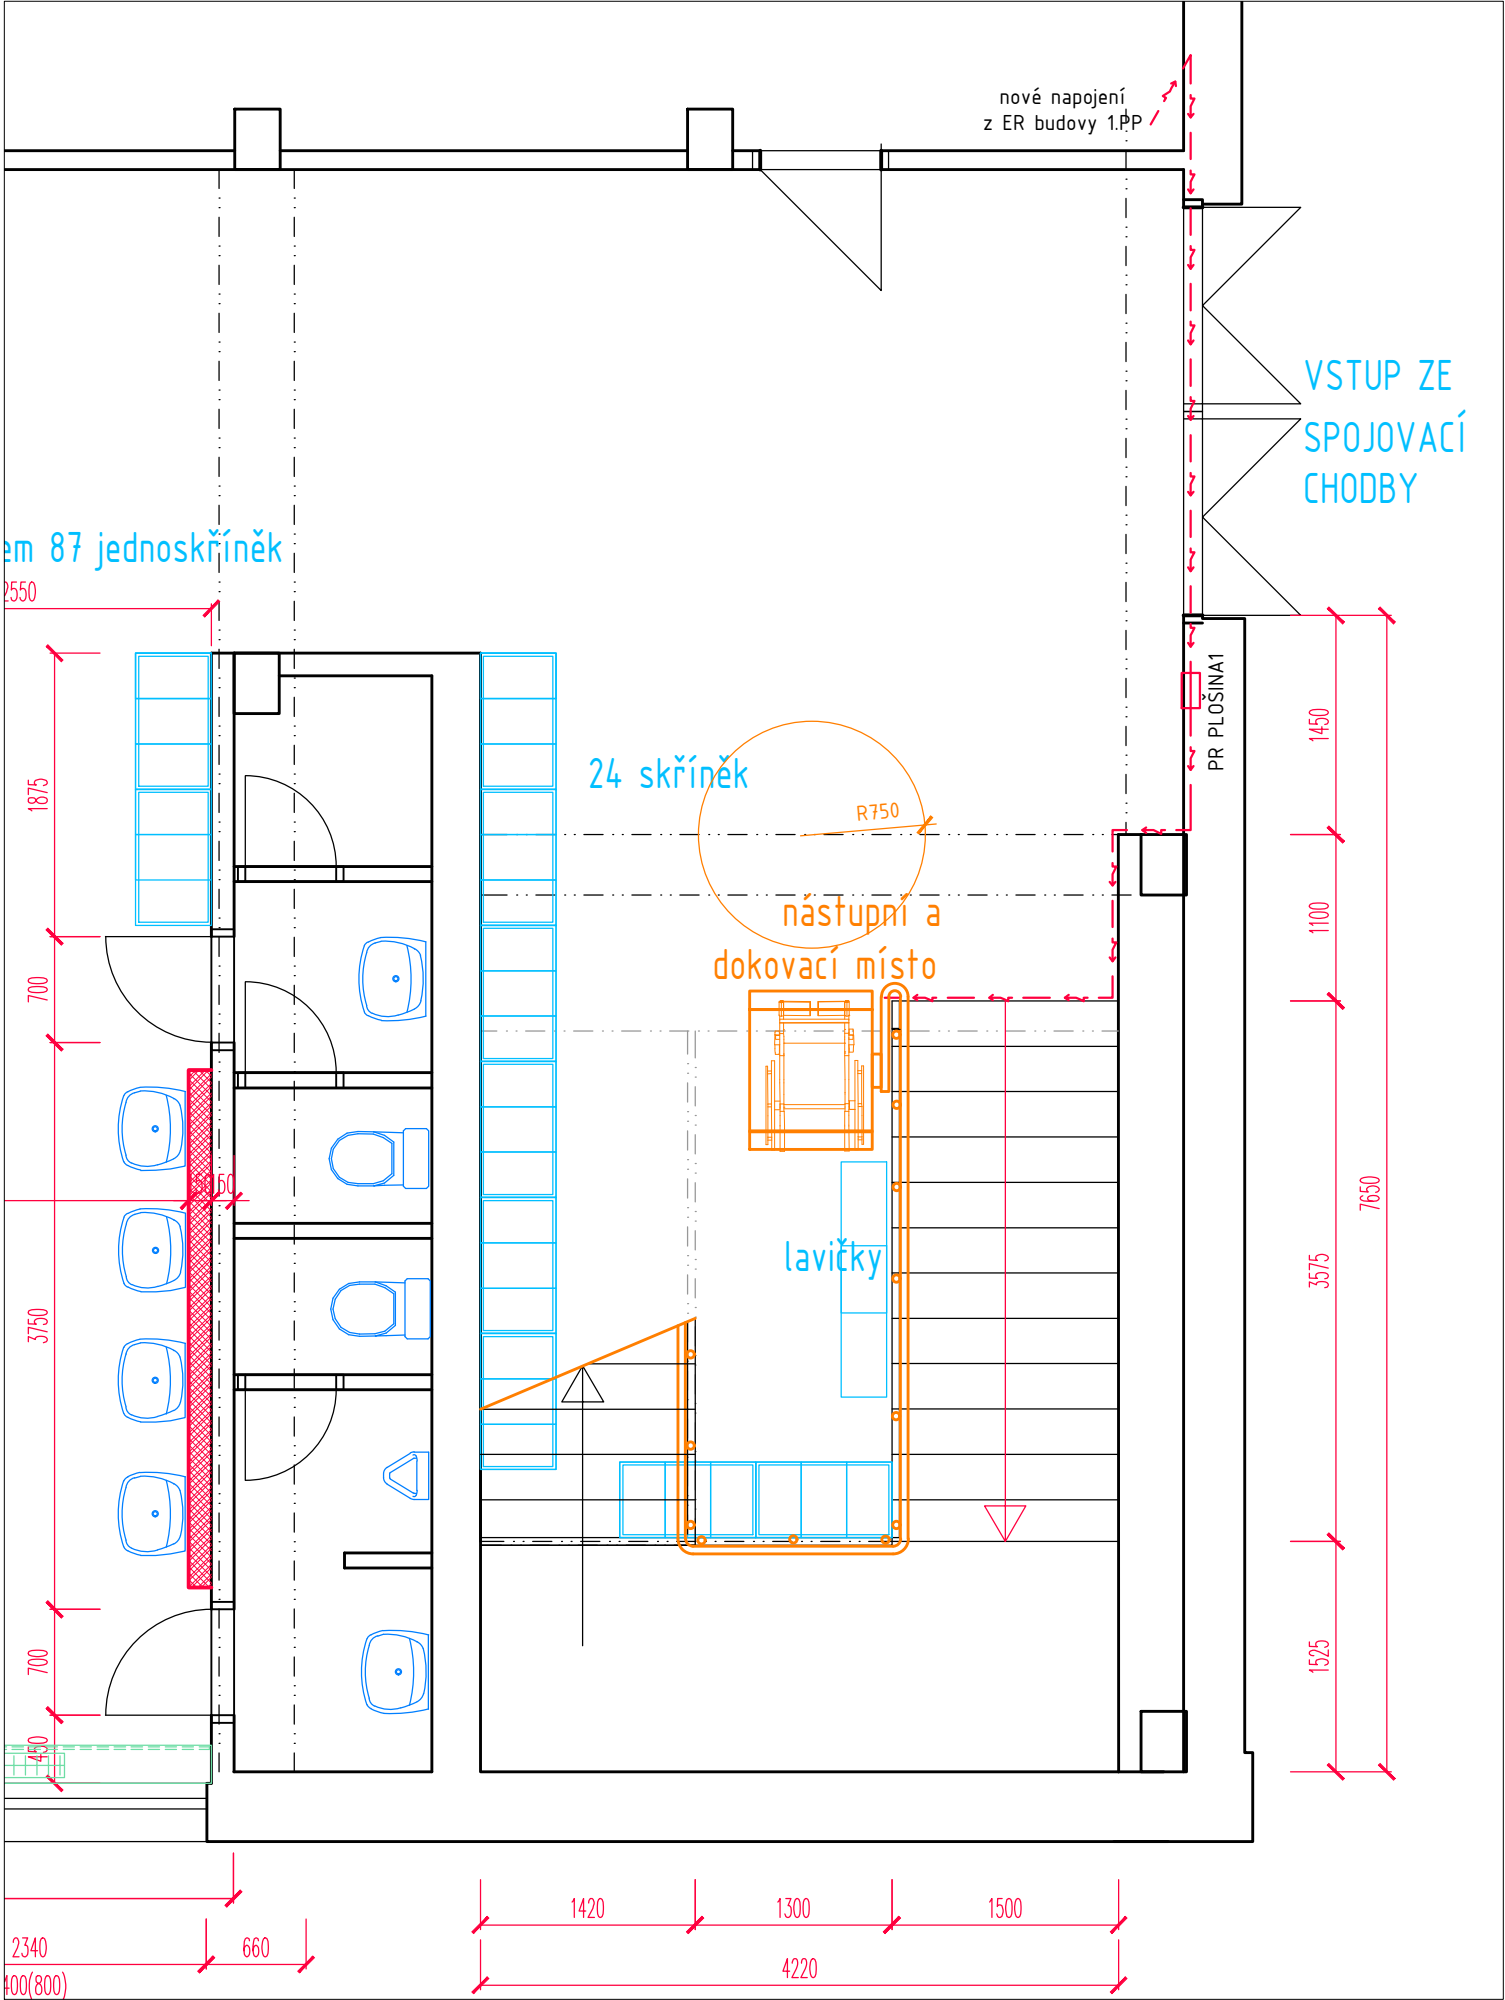 nové napojení
z ER budovy 1.PP
VSTUP ZE
SPOJOVACÍ
CHODBY
em 87 jednoskříněk
2550
PR PLOŠINA1
1450
1875
24 skříněk
R750
nástupní a
dokovací místo
1100
700
7650
150
lavičky
3575
3750
1525
700
450
1420
1300
1500
2340
660
4220
400(800)